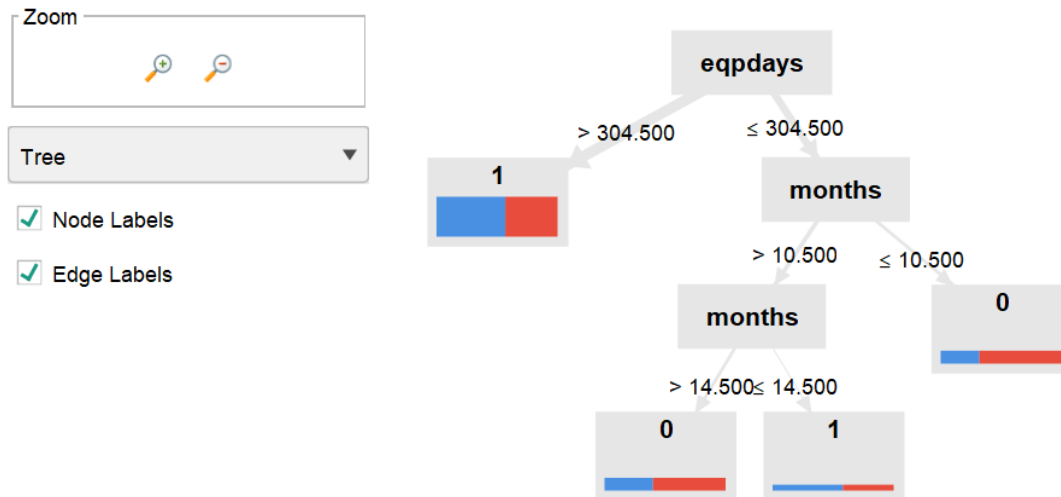 Zoom
Tree
Node Labels
Edge Labels
eqpdays
> 304.500
≤ 304.500
1
months
> 10.500
≤ 10.500
months
0
> 14.500
≤ 14.500
0
1